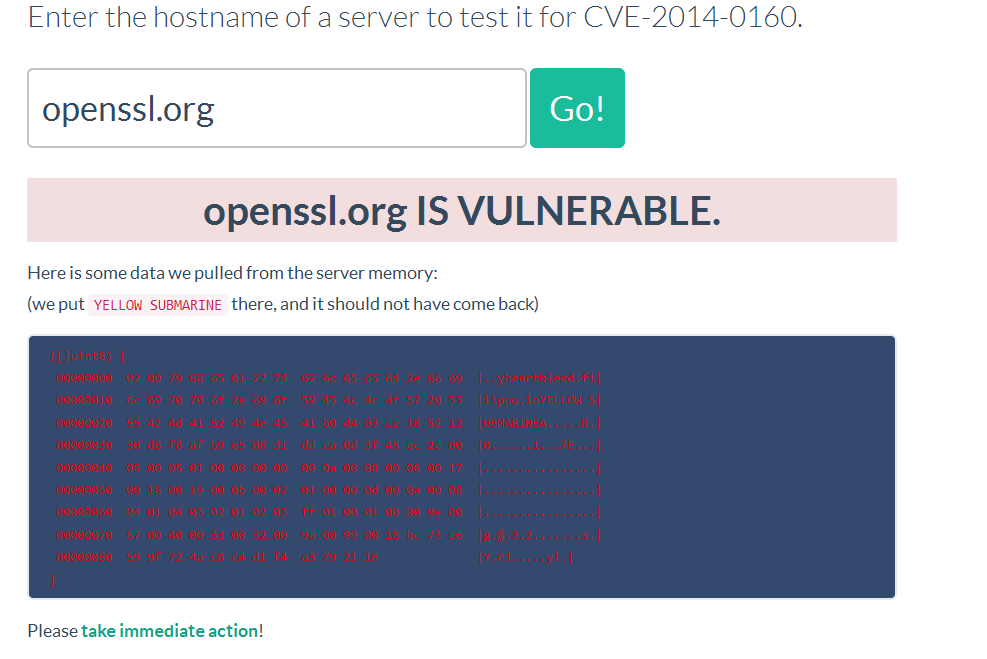 Enter the hostname of a server to test it for CVE-2014-0160.
openssl.org Go!
openssl.org IS VULNERABLE.
Here is some data we pulled from the server memory:
(we put YELLOW SUBMARINE there, and it should not have come back)
([]uint8) {
00000000 02 00 79 68 65 61 72 74 62 6c 65 65 64 2e 66 69 |..yheartbleed.fi|
00000010 6c 69 70 70 6f 2e 69 6f 59 45 4c 4c 4f 57 20 53 |lippo.ioYELLOW S|
00000020 55 42 4d 41 52 49 4e 45 41 b0 d4 18 52 13 |UBMARINEA.....R.|
00000030 30 d8 f8 af b9 e5 08 31 dd ca 0d 3f 45 00 |0......1...?E...|
00000040 05 00 05 01 00 00 00 00 00 0a 00 08 00 06 00 17 |................|
00000050 00 18 00 19 00 0b 00 02 01 00 00 0d 00 0a 00 08 |................|
00000060 04 01 04 03 02 01 02 03 ff 01 00 01 00 00 9e 00 |................|
00000070 67 00 40 00 33 00 32 00 9a 00 99 00 18 bc 73 |g.@.3.2.......s.|
00000080 59 9f 72 4a c8 c4 d1 f4 a3 79 21 16 |Y.rJ.....y!.|
}
Please take immediate action!